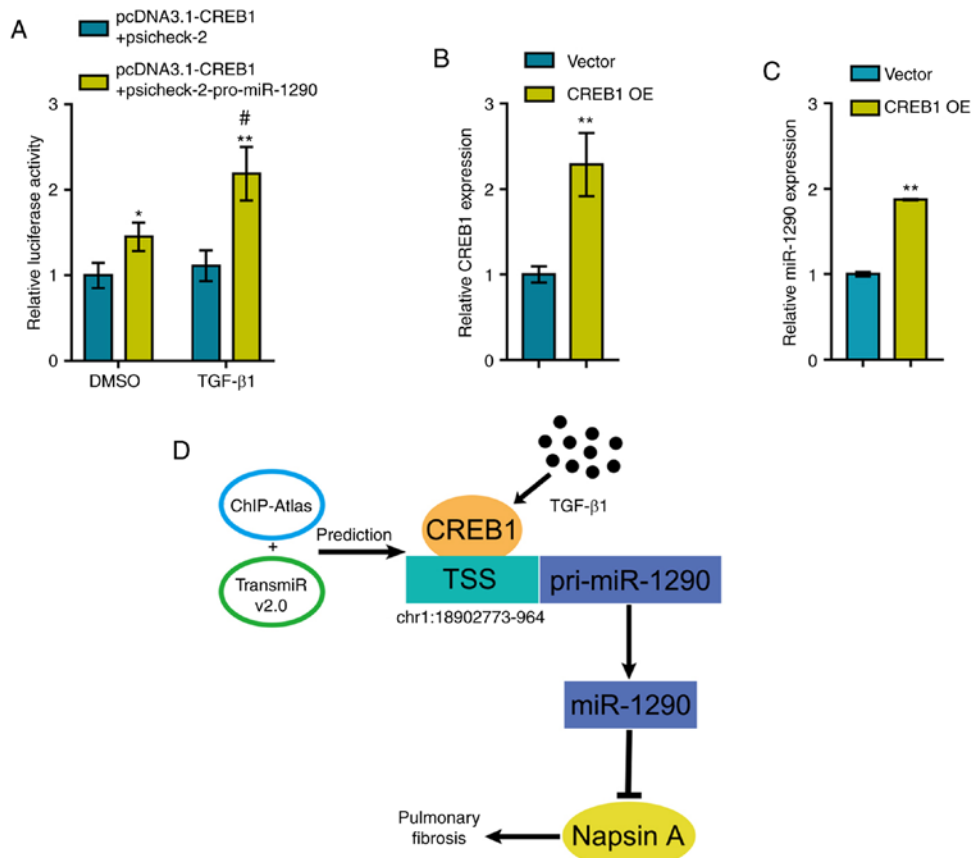 A
pcDNA3.1-CREB1
+psicheck-2
pcDNA3.1-CREB1
+psicheck-2-pro-miR-1290
Relative luciferase activity
3
2
1
0
*
#
**
DMSO
TGF-β1
B
Vector
CREB1 OE
Relative CREB1 expression
3
2
1
0
**
C
Vector
CREB1 OE
Relative miR-1290 expression
3
2
1
0
**
D
ChIP-Atlas
+
TransmiR
v2.0
Prediction
TGF-β1
CREB1
TSS
pri-miR-1290
chr1:18902773-964
miR-1290
Napsin A
Pulmonary
fibrosis